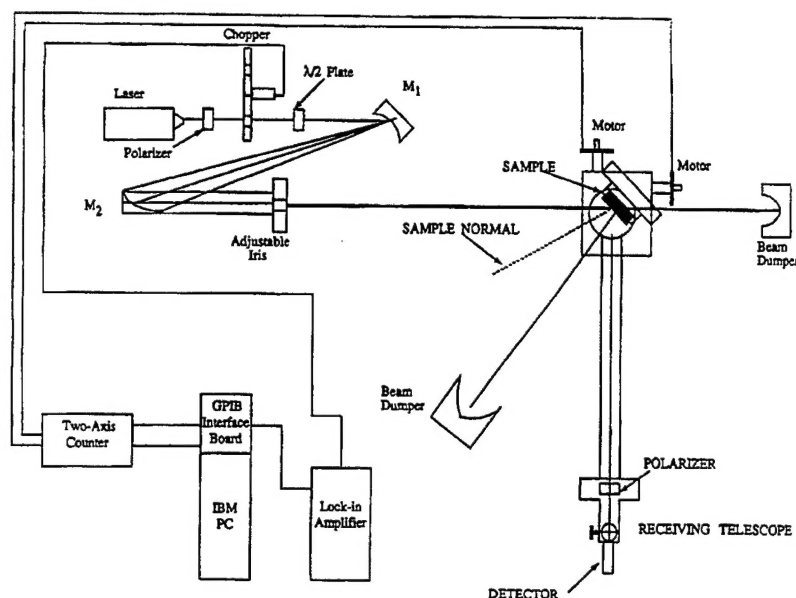 Chopper
λ/2 Plate
M1
Laser
Polarizer
Motor
SAMPLE
Motor
M2
Adjustable
Iris
SAMPLE NORMAL
Beam
Dumper
Beam
Dumper
Two-Axis
Counter
GPIB
Interface
Board
IBM
PC
Lock-in
Amplifier
POLARIZER
RECEIVING TELESCOPE
DETECTOR